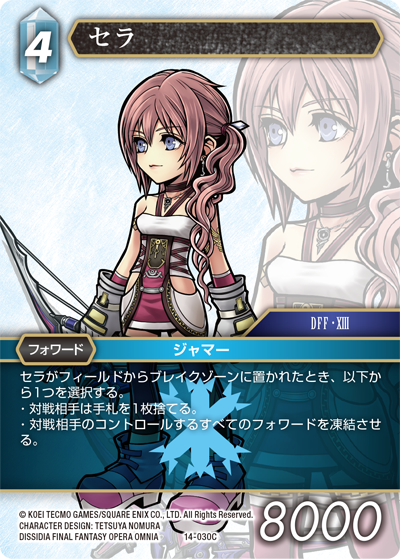 4
セラ
DFF・XIII
フォワード
ジャマー
セラがフィールドからブレイクゾーンに置かれたとき、以下か
ら1つを選択する。
・対戦相手は手札を1枚捨てる。
・対戦相手のコントロールするすべてのフォワードを凍結させ
る。
© KOEI TECMO GAMES/SQUARE ENIX CO., LTD. All Rights Reserved.
CHARACTER DESIGN: TETSUYA NOMURA
DISSIDIA FINAL FANTASY OPERA OMNIA
14-030C
8000